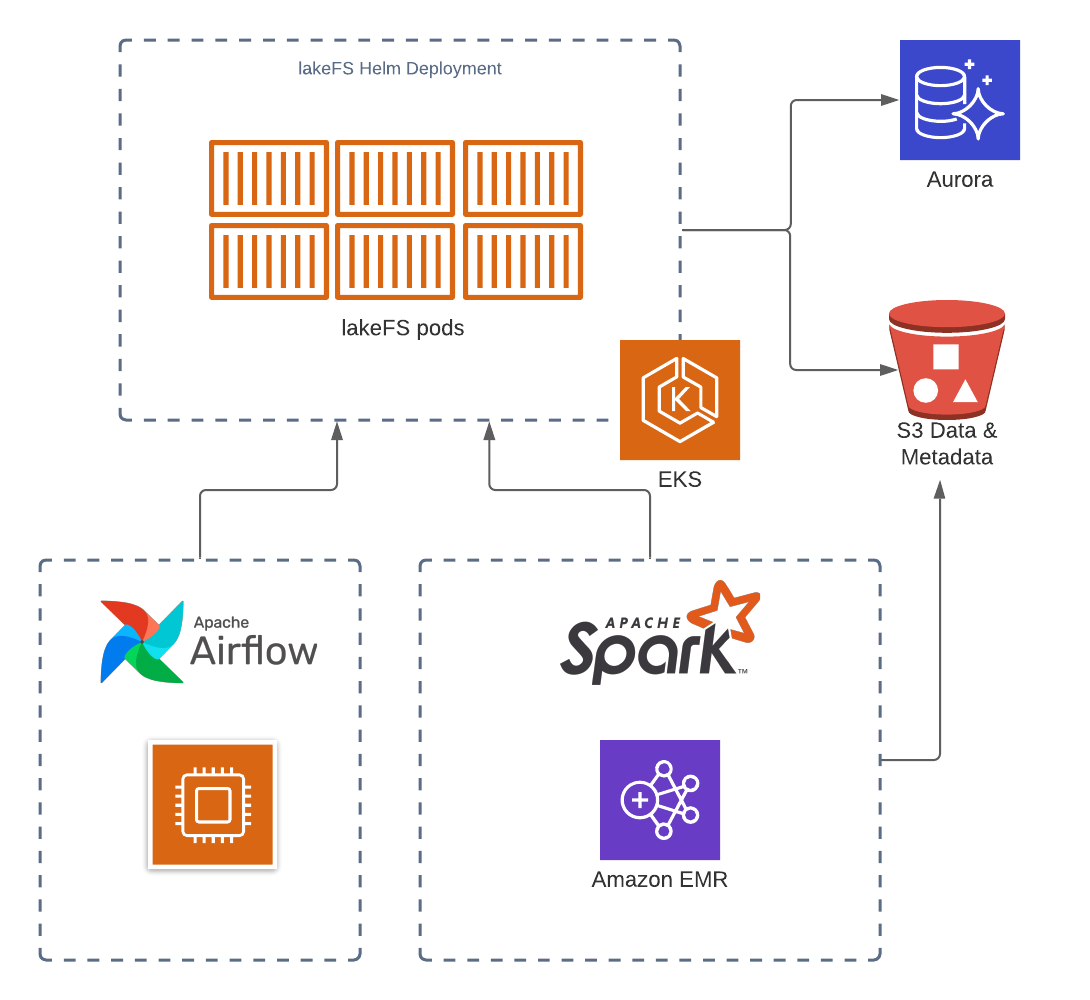 lakeFS Helm Deployment
Aurora
lakeFS pods
K
S3 Data &
Metadata
EKS
Apache
Airflow
APACHE
Spark™
Amazon EMR